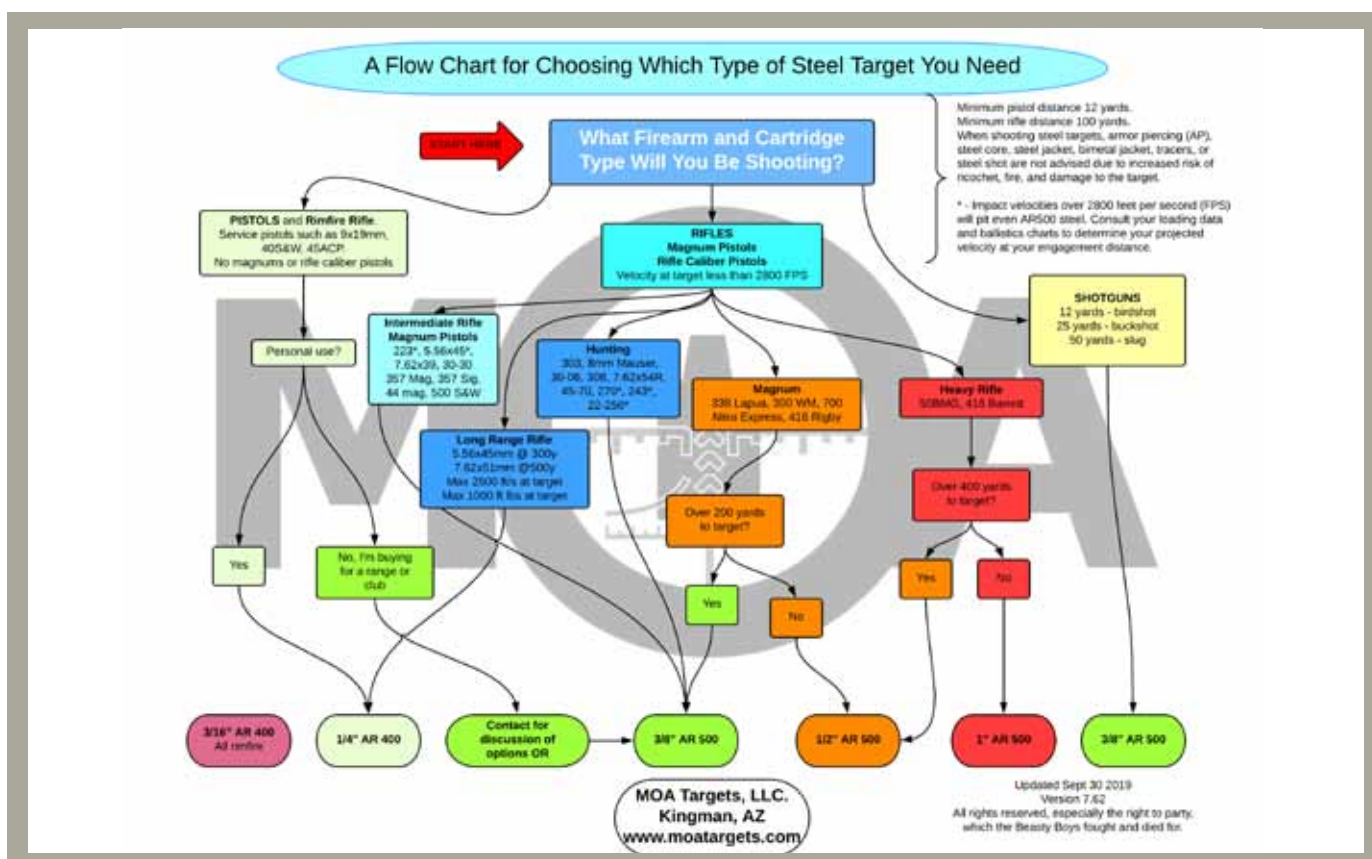 A Flow Chart for Choosing Which Type of Steel Target You Need
Minimum pistol distance 12 yards.
Minimum rifle distance 100 yards.
When shooting steel targets, armor piercing (AP),
steel core, steel jacket, bimetal jacket, tracers, or
steel shot are not advised due to increased risk of
ricochet, fire, and damage to the target.
* - Impact velocities over 2800 feet per second (FPS)
will pit even AR500 steel. Consult your loading data
and ballistics charts to determine your projected
velocity at your engagement distance.
START HERE
What Firearm and Cartridge
Type Will You Be Shooting?
PISTOLS and Rimfire Rifle.
Service pistols such as 9x19mm,
40S&W, 45ACP.
No magnums or rifle caliber pistols
RIFLES
Magnum Pistols
Rifle Caliber Pistols
Velocity at target less than 2800 FPS
SHOTGUNS
12 yards - birdshot
25 yards - buckshot
50 yards - slug
Personal use?
Intermediate Rifle
Magnum Pistols
223*, 5.56x45*,
7.62x39, 30-30
357 Mag, 357 Sig,
44 mag, 500 S&W
Hunting
303, 8mm Mauser,
30-06, 308, 7.62x54R,
45-70, 270*, 243*,
22-250*
Magnum
338 Lapua, 300 WM, 700
Nitro Express, 416 Rigby
Heavy Rifle
50BMG, 416 Barrett
Long Range Rifle
5.56x45mm @ 300y
7.62x51mm @500y
Max 2500 ft/s at target
Max 1000 ft lbs at target
Over 200 yards
to target?
Over 400 yards
to target?
Yes
No, I'm buying
for a range or
club
Yes
No
Yes
No
3/16" AR 400
All rimfire
1/4" AR 400
Contact for
discussion of
options OR
3/8" AR 500
1/2" AR 500
1" AR 500
3/8" AR 500
MOA Targets, LLC.
Kingman, AZ
www.moatargets.com
Updated Sept 30 2019
Version 7.62
All rights reserved, especially the right to party,
which the Beasty Boys fought and died for.
MOA